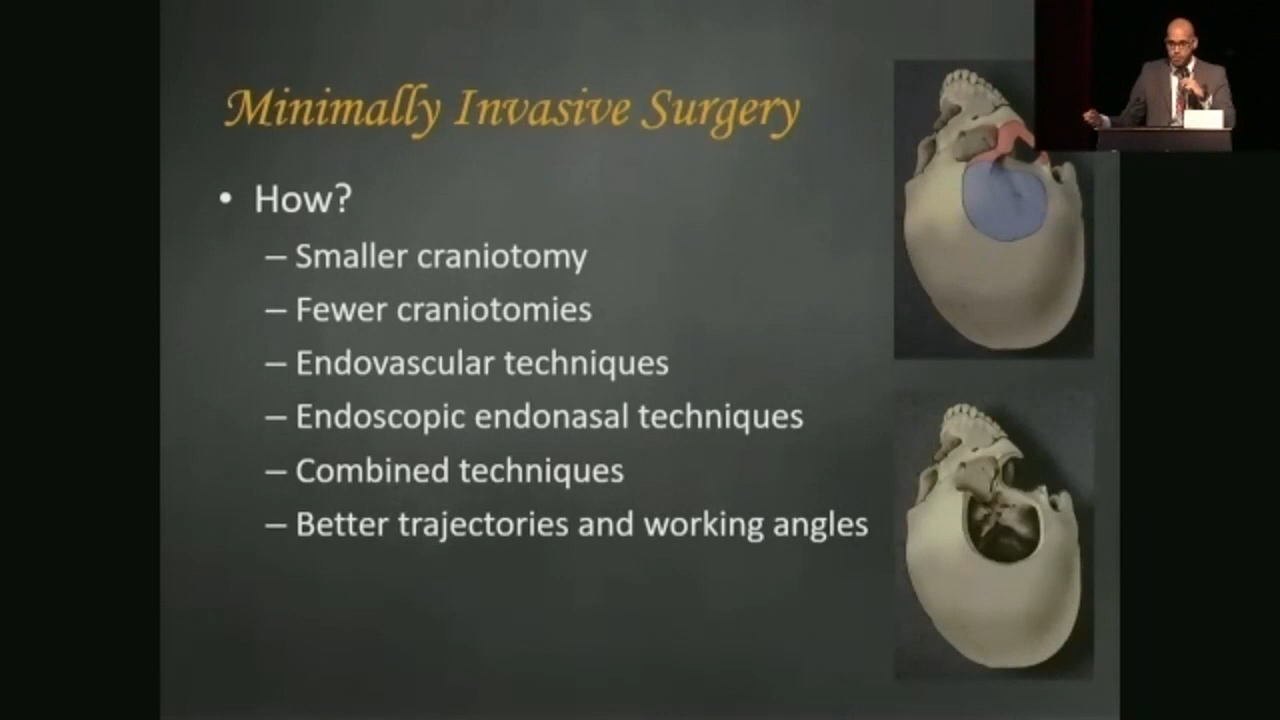 Minimally Invasive Surgery
• How?
– Smaller craniotomy
– Fewer craniotomies
– Endovascular techniques
– Endoscopic endonasal techniques
– Combined techniques
– Better trajectories and working angles